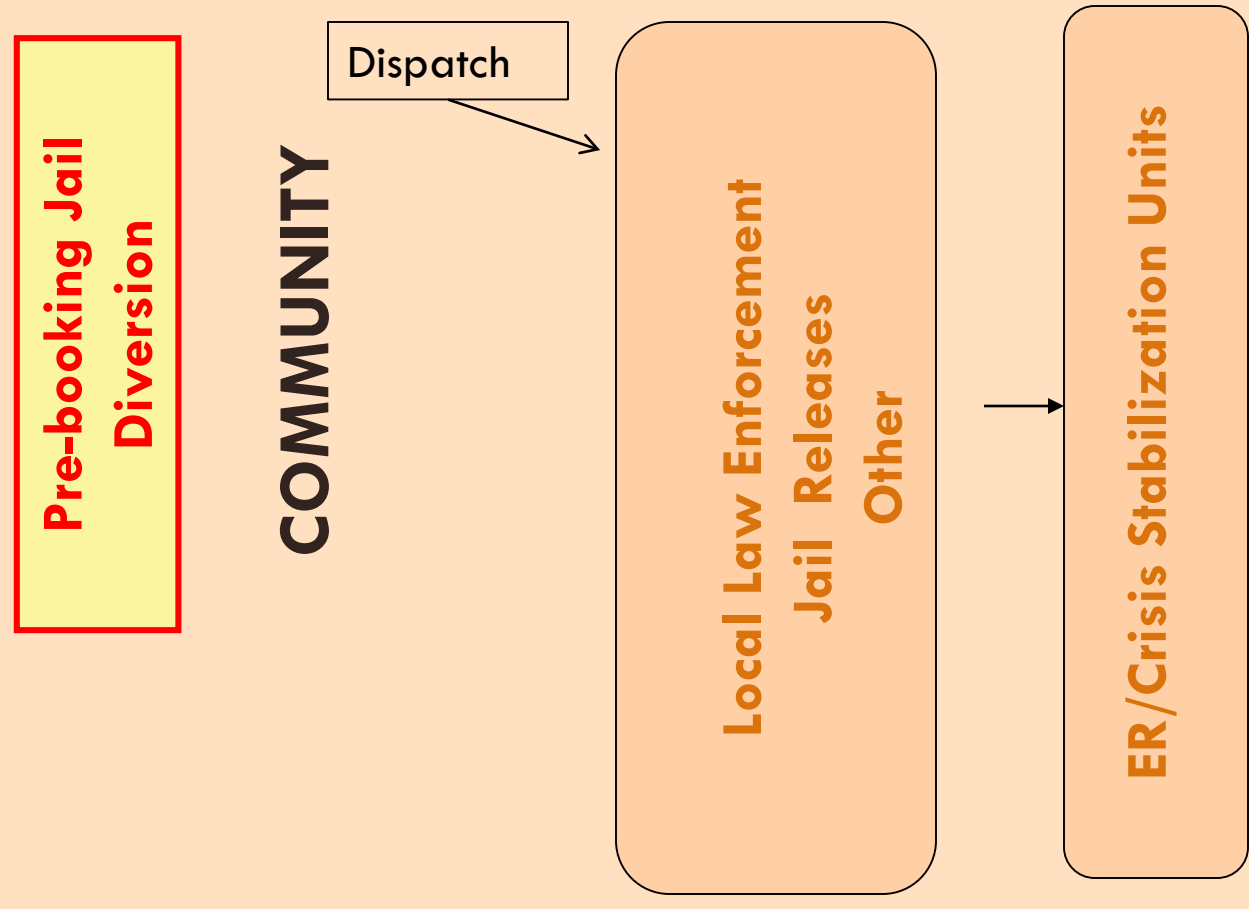 Pre-booking Jail
Diversion
COMMUNITY
Dispatch
Local Law Enforcement
Jail Releases
Other
ER/Crisis Stabilization Units